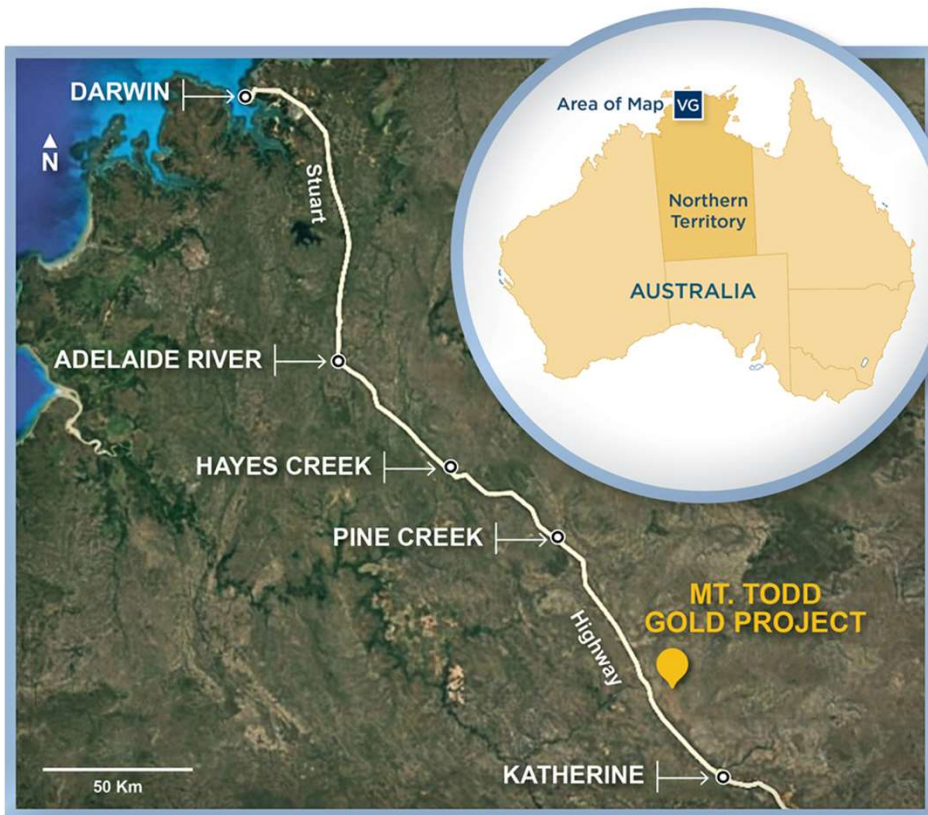 DARWIN
N
Stuart
ADELAIDE RIVER
HAYES CREEK
PINE CREEK
Highway
MT. TODD
GOLD PROJECT
KATHERINE
50 Km
Area of Map VG
Northern
Territory
AUSTRALIA